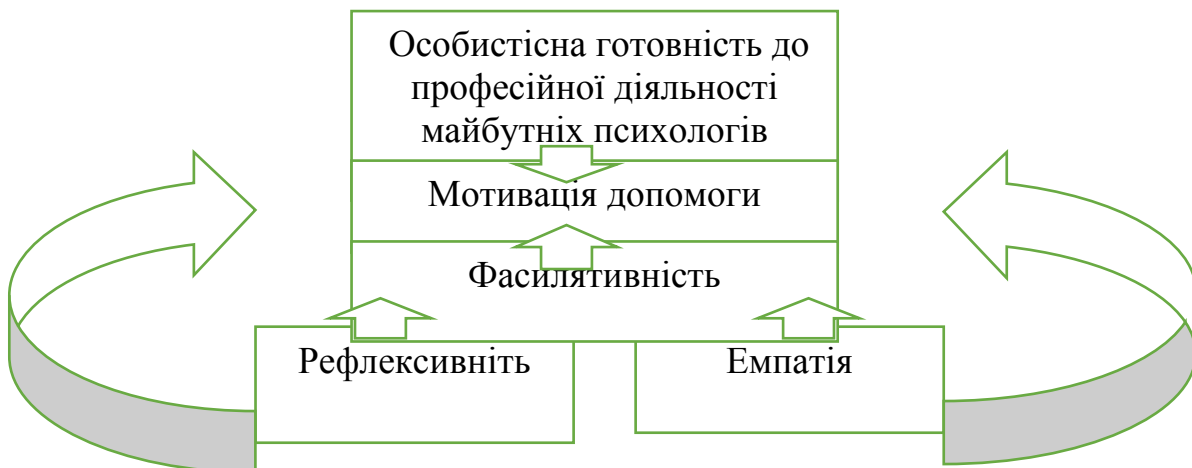 Особистісна готовність до
професійної діяльності
майбутніх психологів
Мотивація допомоги
Фасилятивність
Рефлексивніть
Емпатія